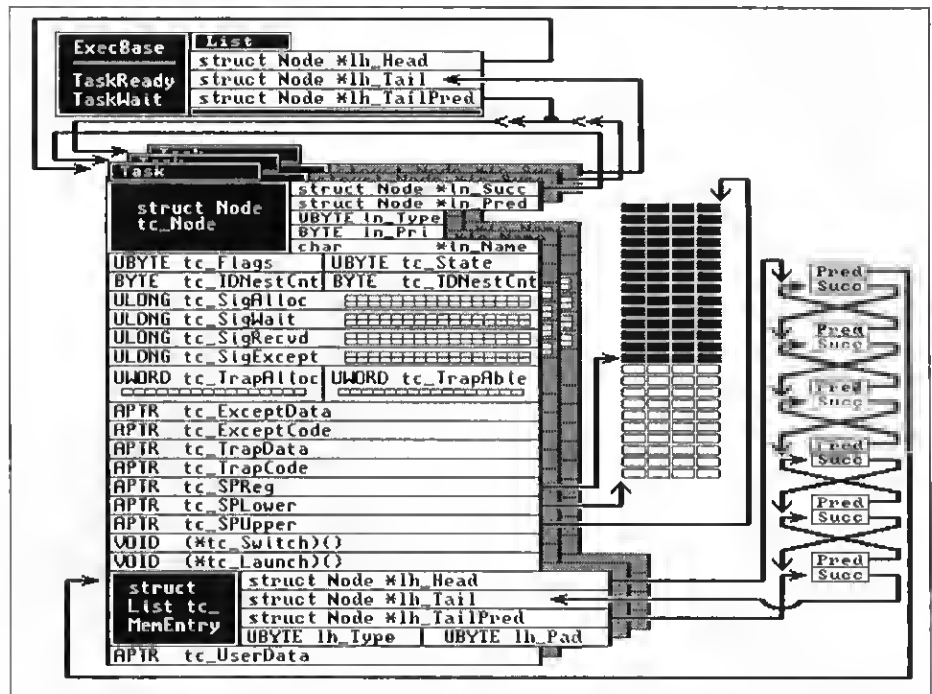 ExecBase
TaskReady
TaskWait
List
struct Node *lh_Head
struct Node *lh_Tail
struct Node *lh_TailPred
Task
struct Node
tc_Node
struct Node *ln_Succ
struct Node *ln_Pred
UBYTE ln_Type
BYTE ln_Pri
char *ln_Name
UBYTE tc_Flags
UBYTE tc_State
BYTE tc_IDNestCnt
BYTE tc_TDNestCnt
ULONG tc_SigAlloc
ULONG tc_SigWait
ULONG tc_SigRecvd
ULONG tc_SigExcept
UWORD tc_TrapAlloc
UWORD tc_TrapAble
APTR tc_ExceptData
APTR tc_ExceptCode
APTR tc_TrapData
APTR tc_TrapCode
APTR tc_SPReg
APTR tc_SPLower
APTR tc_SPUpper
VOID (*tc_Switch)()
VOID (*tc_Launch)()
struct
List tc_
MemEntry
struct Node *lh_Head
struct Node *lh_Tail
struct Node *lh_TailPred
UBYTE lh_Type
UBYTE lh_Pad
APTR tc_UserData
Pred
Succ
Pred
Succ
Pred
Succ
Pred
Succ
Pred
Succ
Pred
Succ